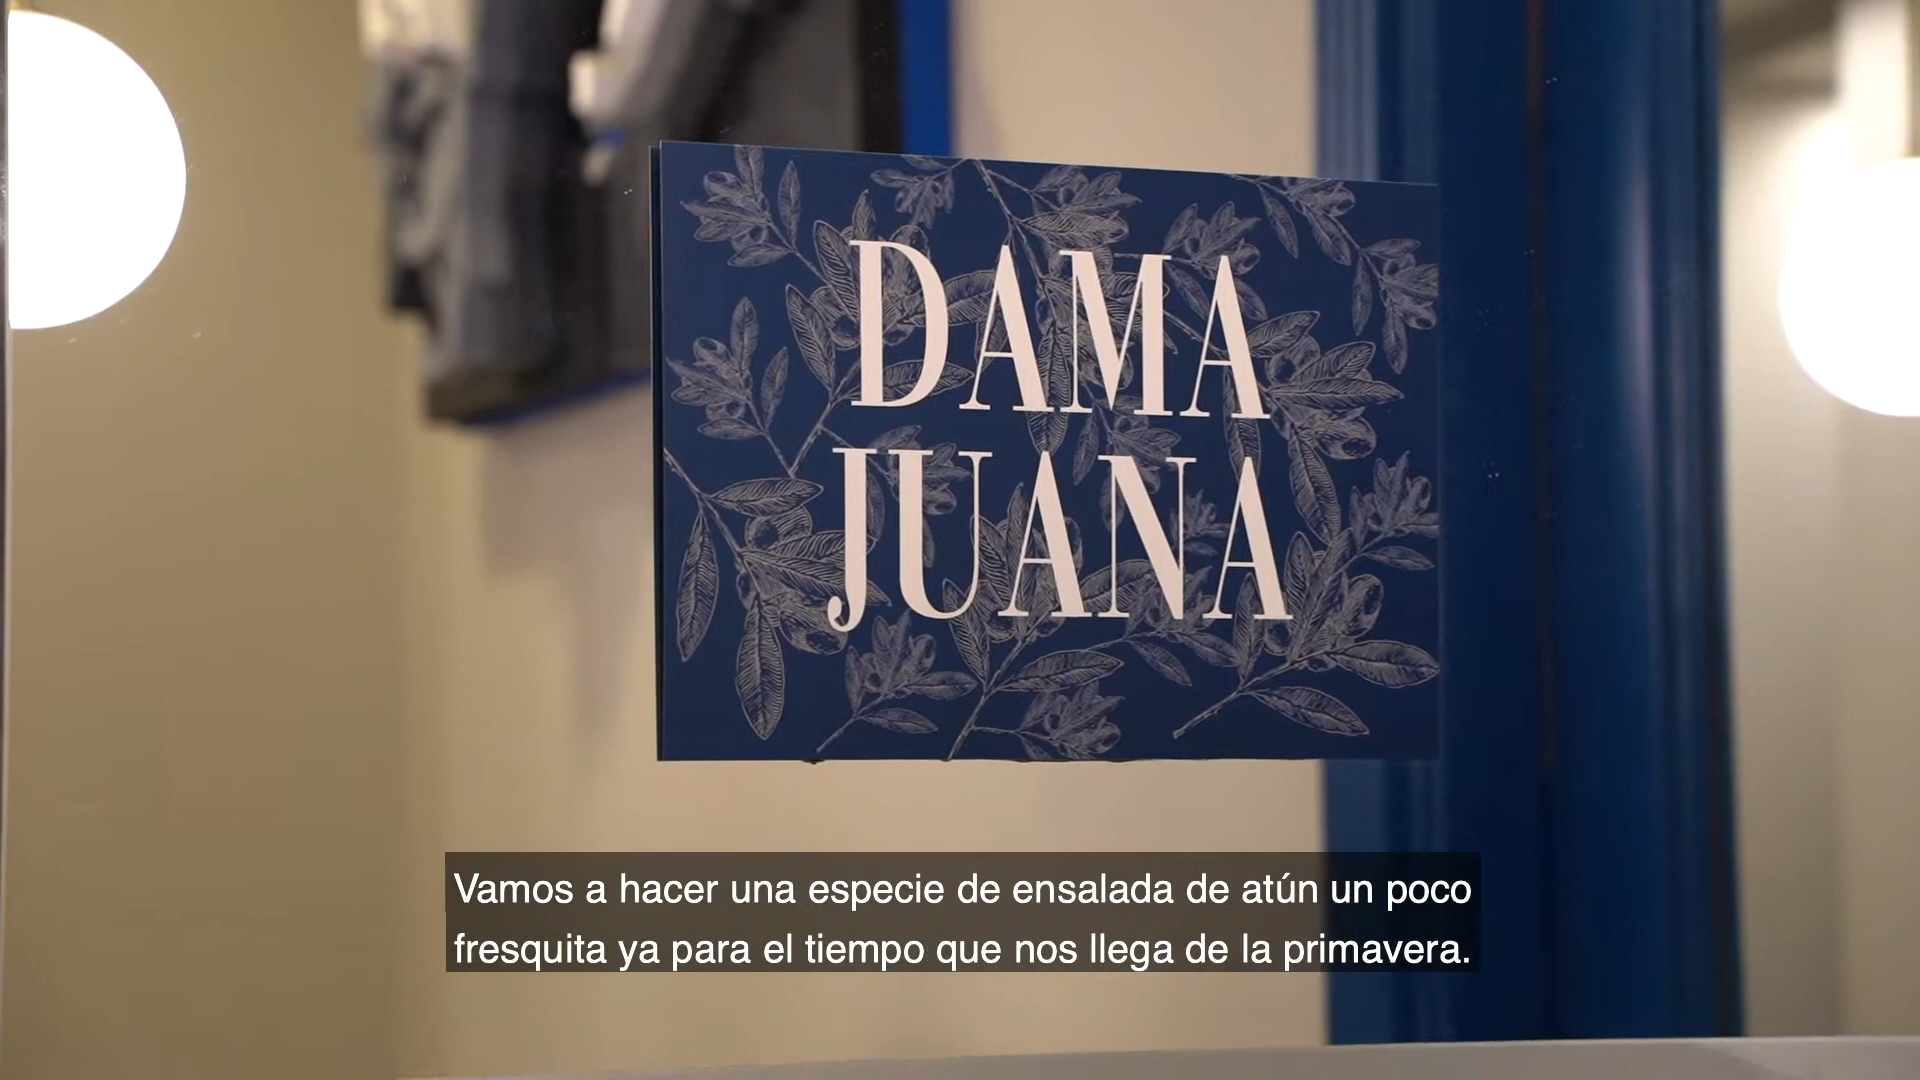 DAMA
JUANA
Vamos a hacer una especie de ensalada de atún un poco
fresquita ya para el tiempo que nos llega de la primavera.